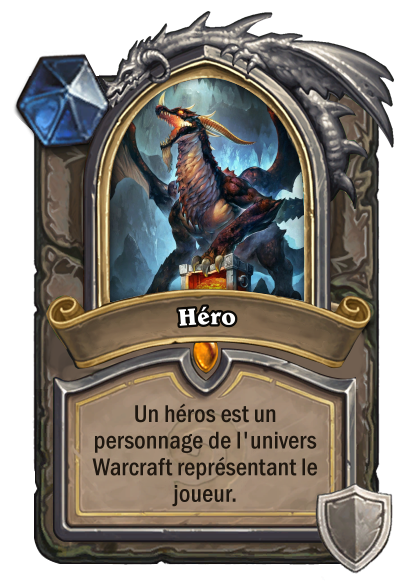 Héro
Un héros est un
personnage de l'univers
Warcraft représentant le
joueur.